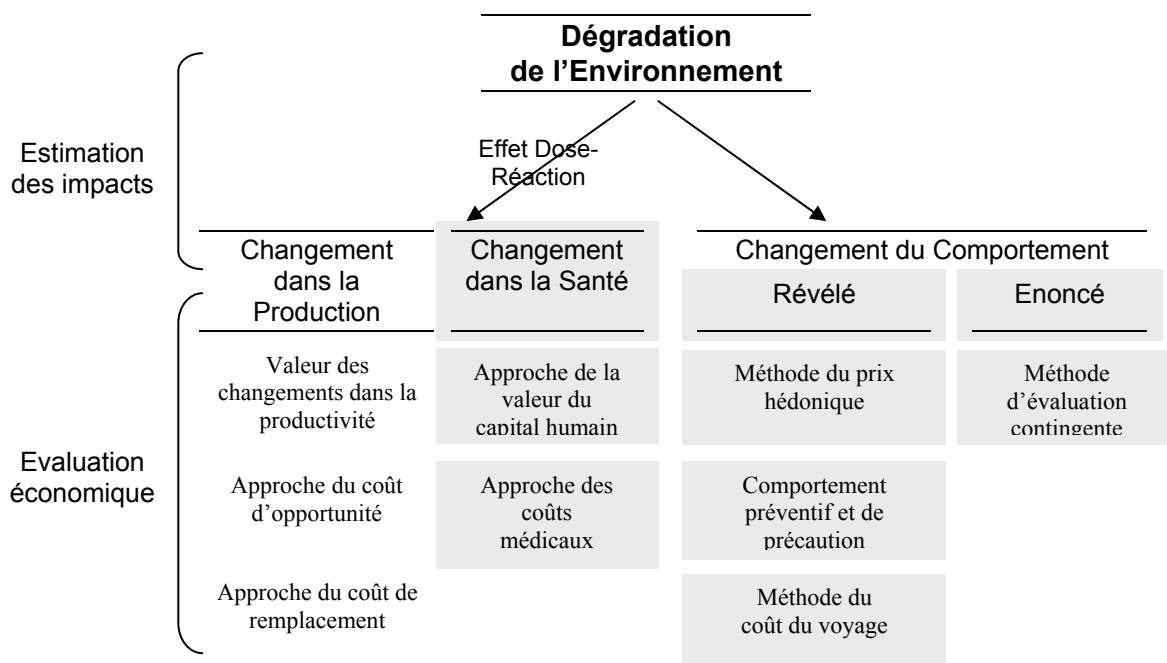 Dégradation
de l'Environnement
Effet Dose-
Réaction
Estimation
des impacts
Changement
dans la
Production
Changement
dans la Santé
Changement du Comportement
Révélé
Enoncé
Evaluation
économique
Valeur des
changements dans la
productivité
Approche de la
valeur du
capital humain
Méthode du prix
hédonique
Méthode
d'évaluation
contingente
Approche du coût
d'opportunité
Approche des
coûts
médicaux
Comportement
préventif et de
précaution
Approche du coût de
remplacement
Méthode du
coût du voyage